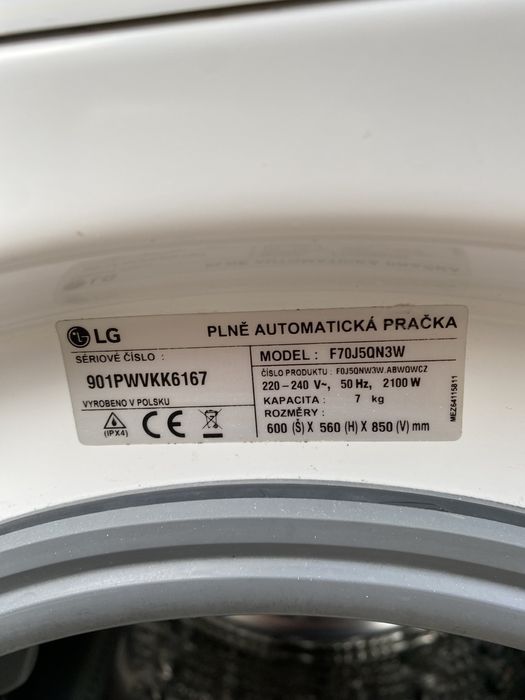 LG PLNĚ AUTOMATICKÁ PRAČKA
SÉRIOVÉ ČÍSLO :
901PWVKK6167
VYROBENO V POLSKU
(IPX4) CE
MODEL : F70J5QN3W
ČÍSLO PRODUKTU : F0J5QNW3W.ABWQWCZ
220-240 V~, 50 Hz, 2100 W
KAPACITA : 7 kg
ROZMĚRY :
600 (Š) X 560 (H) X 850 (V) mm
MEZ64115811